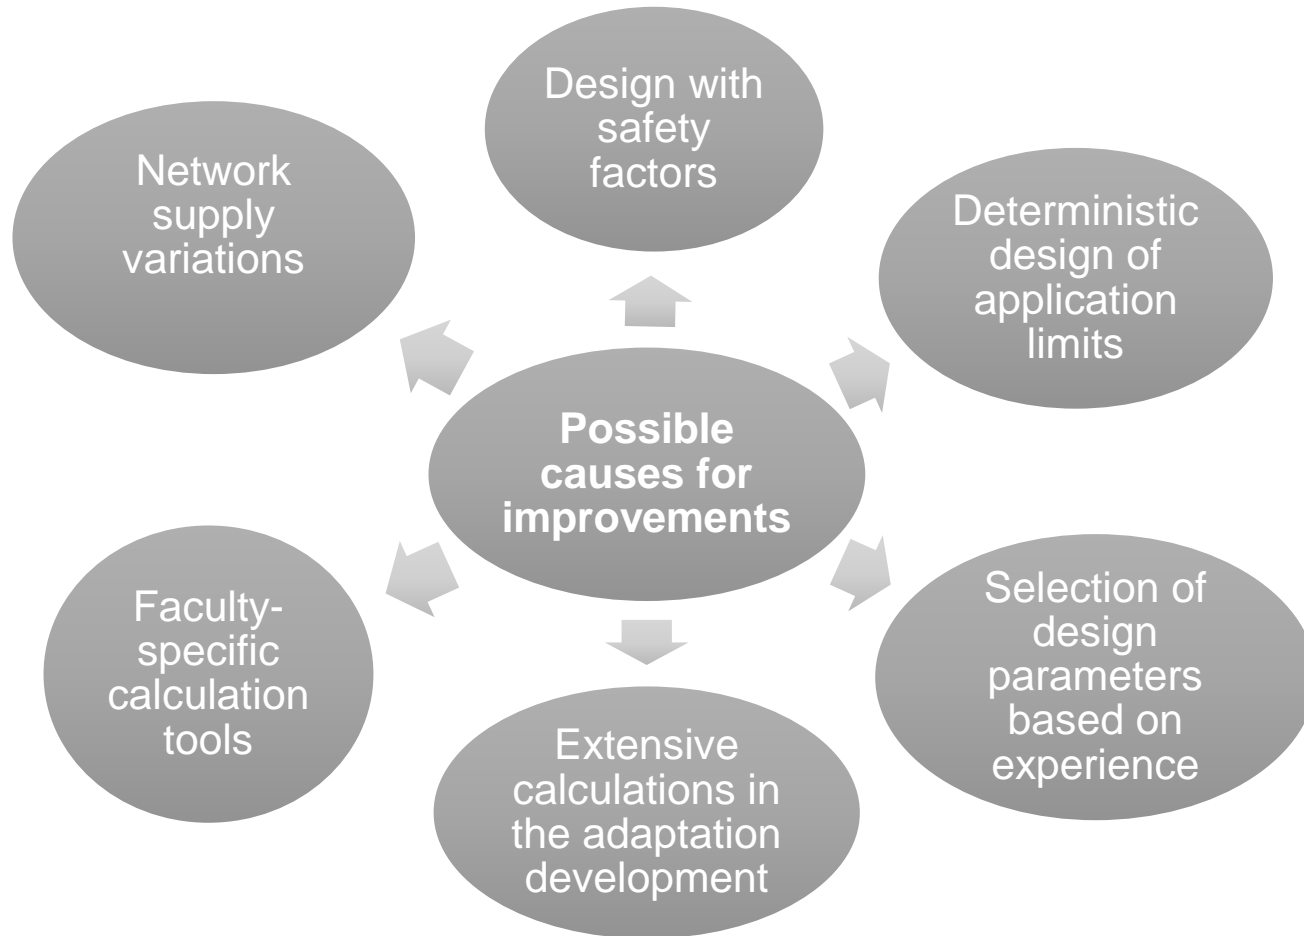 Design with
safety
factors
Network
supply
variations
Deterministic
design of
application
limits
Possible
causes for
improvements
Faculty-
specific
calculation
tools
Selection of
design
parameters
based on
experience
Extensive
calculations in
the adaptation
development